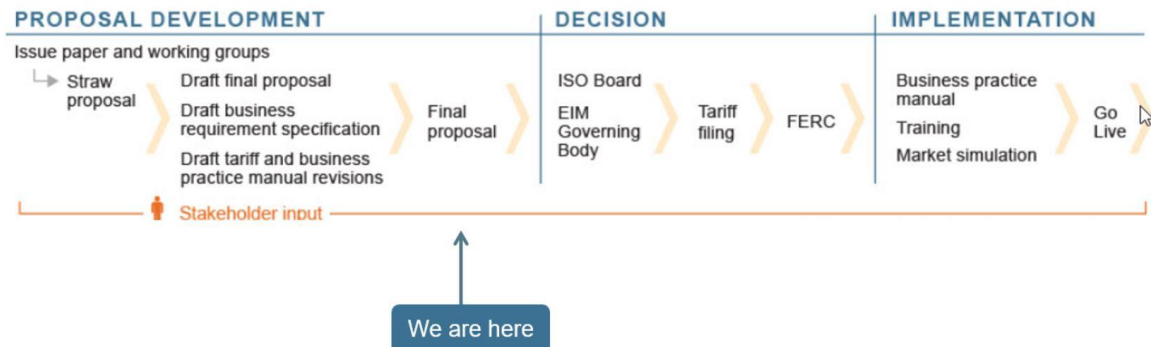 PROPOSAL DEVELOPMENT
Issue paper and working groups
Straw
proposal
Draft final proposal
Draft business
requirement specification
Draft tariff and business
practice manual revisions
Final
proposal
DECISION
ISO Board
EIM
Governing
Body
Tariff
filing
FERC
IMPLEMENTATION
Business practice
manual
Training
Market simulation
Go
Live
Stakeholder input
We are here